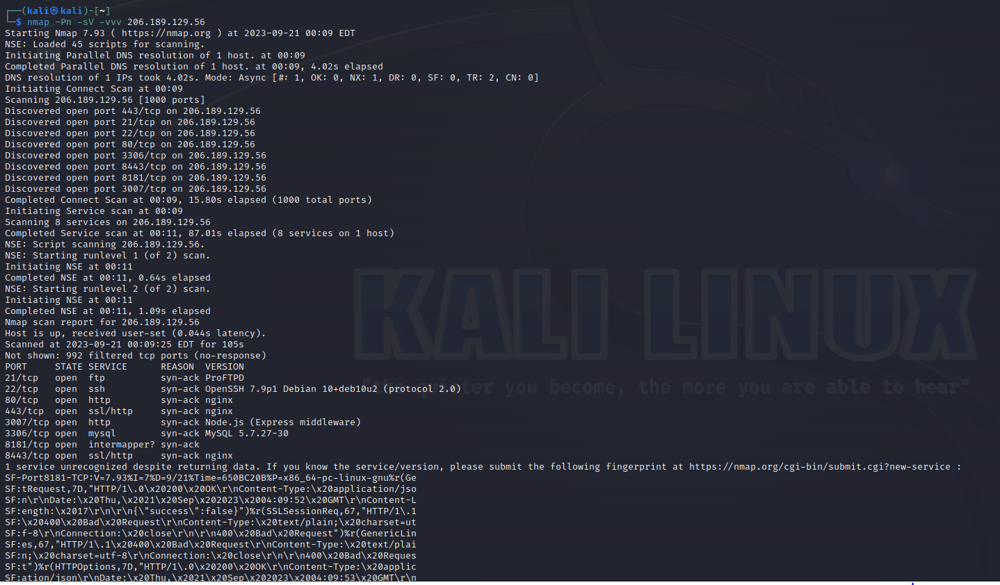 ┌──(kali㉿kali)-[~]
└─$ nmap -Pn -sV -vvv 206.189.129.56
Starting Nmap 7.93 ( https://nmap.org ) at 2023-09-21 00:09 EDT
NSE: Loaded 45 scripts for scanning.
Initiating Parallel DNS resolution of 1 host. at 00:09
Completed Parallel DNS resolution of 1 host. at 00:09, 4.02s elapsed
DNS resolution of 1 IPs took 4.02s. Mode: Async [#: 1, OK: 0, NX: 1, DR: 0, SF: 0, TR: 2, CN: 0]
Initiating Connect Scan at 00:09
Scanning 206.189.129.56 [1000 ports]
Discovered open port 443/tcp on 206.189.129.56
Discovered open port 21/tcp on 206.189.129.56
Discovered open port 22/tcp on 206.189.129.56
Discovered open port 80/tcp on 206.189.129.56
Discovered open port 3306/tcp on 206.189.129.56
Discovered open port 8443/tcp on 206.189.129.56
Discovered open port 8181/tcp on 206.189.129.56
Discovered open port 3007/tcp on 206.189.129.56
Completed Connect Scan at 00:09, 15.80s elapsed (1000 total ports)
Initiating Service scan at 00:09
Scanning 8 services on 206.189.129.56
Completed Service scan at 00:11, 87.01s elapsed (8 services on 1 host)
NSE: Script scanning 206.189.129.56.
NSE: Starting runlevel 1 (of 2) scan.
Initiating NSE at 00:11
Completed NSE at 00:11, 0.64s elapsed
NSE: Starting runlevel 2 (of 2) scan.
Initiating NSE at 00:11
Completed NSE at 00:11, 1.09s elapsed
Nmap scan report for 206.189.129.56
Host is up, received user-set (0.044s latency).
Scanned at 2023-09-21 00:09:25 EDT for 105s
Not shown: 992 filtered tcp ports (no-response)
PORT     STATE SERVICE      REASON  VERSION
21/tcp   open  ftp          syn-ack ProFTPD
22/tcp   open  ssh          syn-ack OpenSSH 7.9p1 Debian 10+deb10u2 (protocol 2.0)
80/tcp   open  http         syn-ack nginx
443/tcp  open  ssl/http     syn-ack nginx
3007/tcp open  http         syn-ack Node.js (Express middleware)
3306/tcp open  mysql        syn-ack MySQL 5.7.27-30
8181/tcp open  intermapper? syn-ack
8443/tcp open  ssl/http     syn-ack nginx
1 service unrecognized despite returning data. If you know the service/version, please submit the following fingerprint at https://nmap.org/cgi-bin/submit.cgi?new-service :
SF-Port8181-TCP:V=7.93%I=7%D=9/21%Time=650BC20B%P=x86_64-pc-linux-gnu%r(Ge
SF:tRequest,7D,"HTTP/1\.0\x20200\x20OK\r\nContent-Type:\x20application/jso
SF:n\r\nDate:\x20Thu,\x2021\x20Sep\x202023\x2004:09:52\x20GMT\r\nContent-L
SF:ength:\x2017\r\n\r\n{\"success\":false}")%r(SSLSessionReq,67,"HTTP/1\.1
SF:\x20400\x20Bad\x20Request\r\nContent-Type:\x20text/plain;\x20charset=ut
SF:f-8\r\nConnection:\x20close\r\n\r\n400\x20Bad\x20Request")%r(GenericLin
SF:es,67,"HTTP/1\.1\x20400\x20Bad\x20Request\r\nContent-Type:\x20text/plai
SF:n;\x20charset=utf-8\r\nConnection:\x20close\r\n\r\n400\x20Bad\x20Reques
SF:t")%r(HTTPOptions,7D,"HTTP/1\.0\x20200\x20OK\r\nContent-Type:\x20applic
SF:ation/json\r\nDate:\x20Thu,\x2021\x20Sep\x202023\x2004:09:53\x20GMT\r\n
KALI LINUX
"the quieter you become, the more you are able to hear"